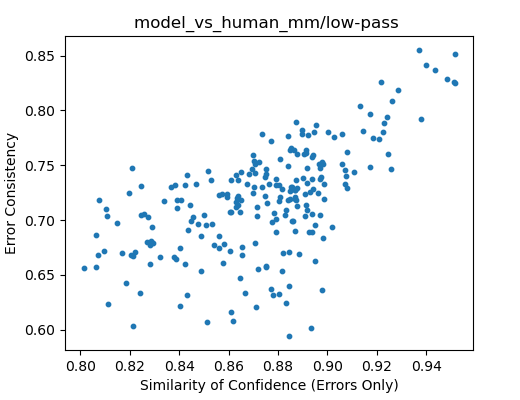 model_vs_human_mm/low-pass
Error Consistency
0.85
0.80
0.75
0.70
0.65
0.60
0.80 0.82 0.84 0.86 0.88 0.90 0.92 0.94
Similarity of Confidence (Errors Only)